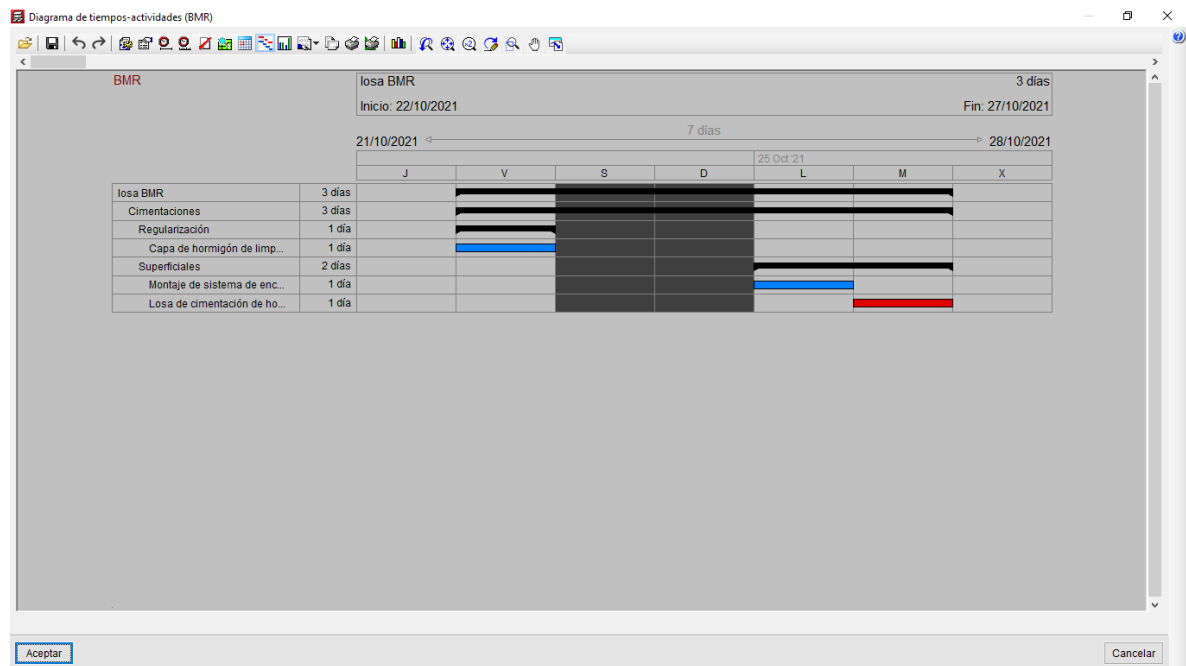 Diagrama de tiempos-actividades (BMR)
BMR
losa BMR 3 días
Inicio: 22/10/2021 Fin: 27/10/2021
7 días
21/10/2021 28/10/2021
25 Oct '21
J V S D L M X
losa BMR 3 días
Cimentaciones 3 días
Regularización 1 día
Capa de hormigón de limp... 1 día
Superficiales 2 días
Montaje de sistema de enc... 1 día
Losa de cimentación de ho... 1 día
Aceptar Cancelar